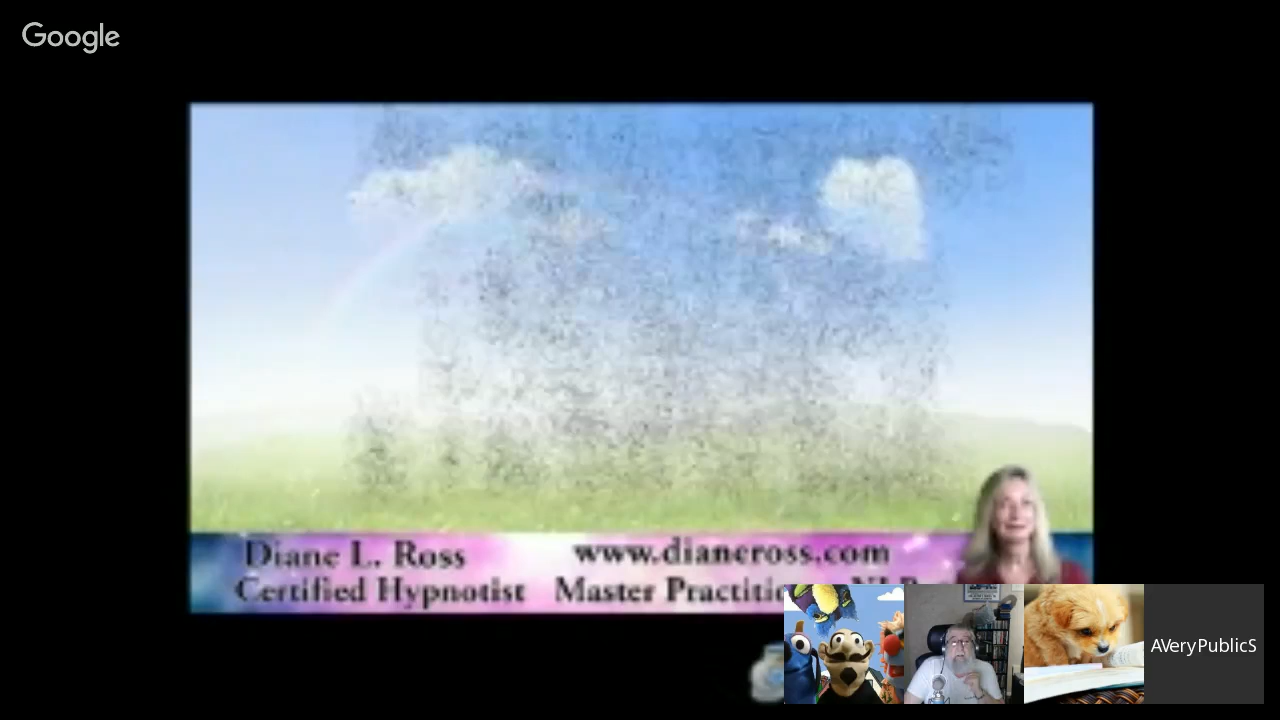 Google
Diane L. Ross
www.dianeross.com
Certified Hypnotist Master Practitio
AVeryPublicS